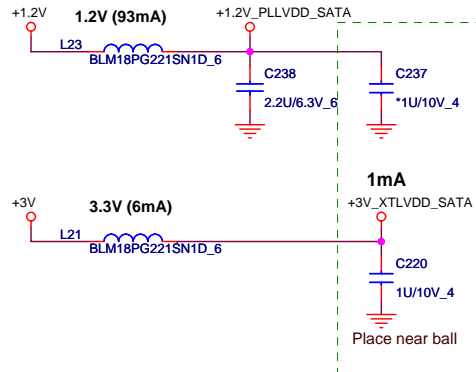 +1.2V
1.2V (93mA)
+1.2V_PLLVDD_SATA
L23
BLM18PG221SN1D_6
C238
2.2U/6.3V_6
C237
*1U/10V_4
+3V
3.3V (6mA)
1mA
+3V_XTLVDD_SATA
L21
BLM18PG221SN1D_6
C220
1U/10V_4
Place near ball